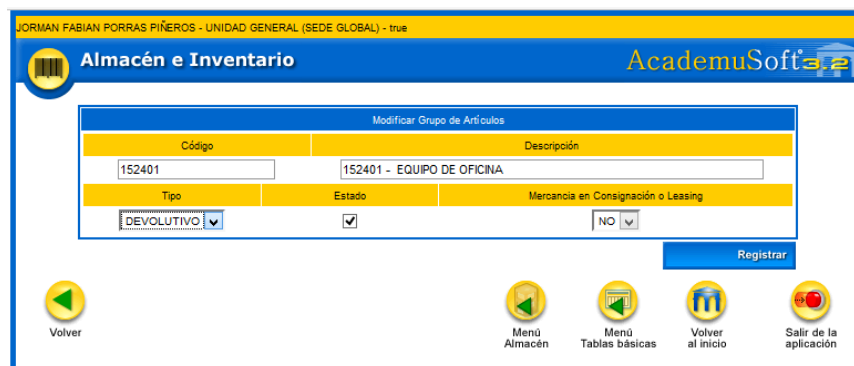 JORMAN FABIAN PORRAS PIÑEROS - UNIDAD GENERAL (SEDE GLOBAL) - true
Almacén e Inventario
AcademuSoft 3.2
Modificar Grupo de Artículos
Código Descripción
152401 152401 - EQUIPO DE OFICINA
Tipo Estado Mercancia en Consignación o Leasing
DEVOLUTIVO NO
Registrar
Volver
Menú
Almacén
Menú
Tablas básicas
Volver
al inicio
Salir de la
aplicación